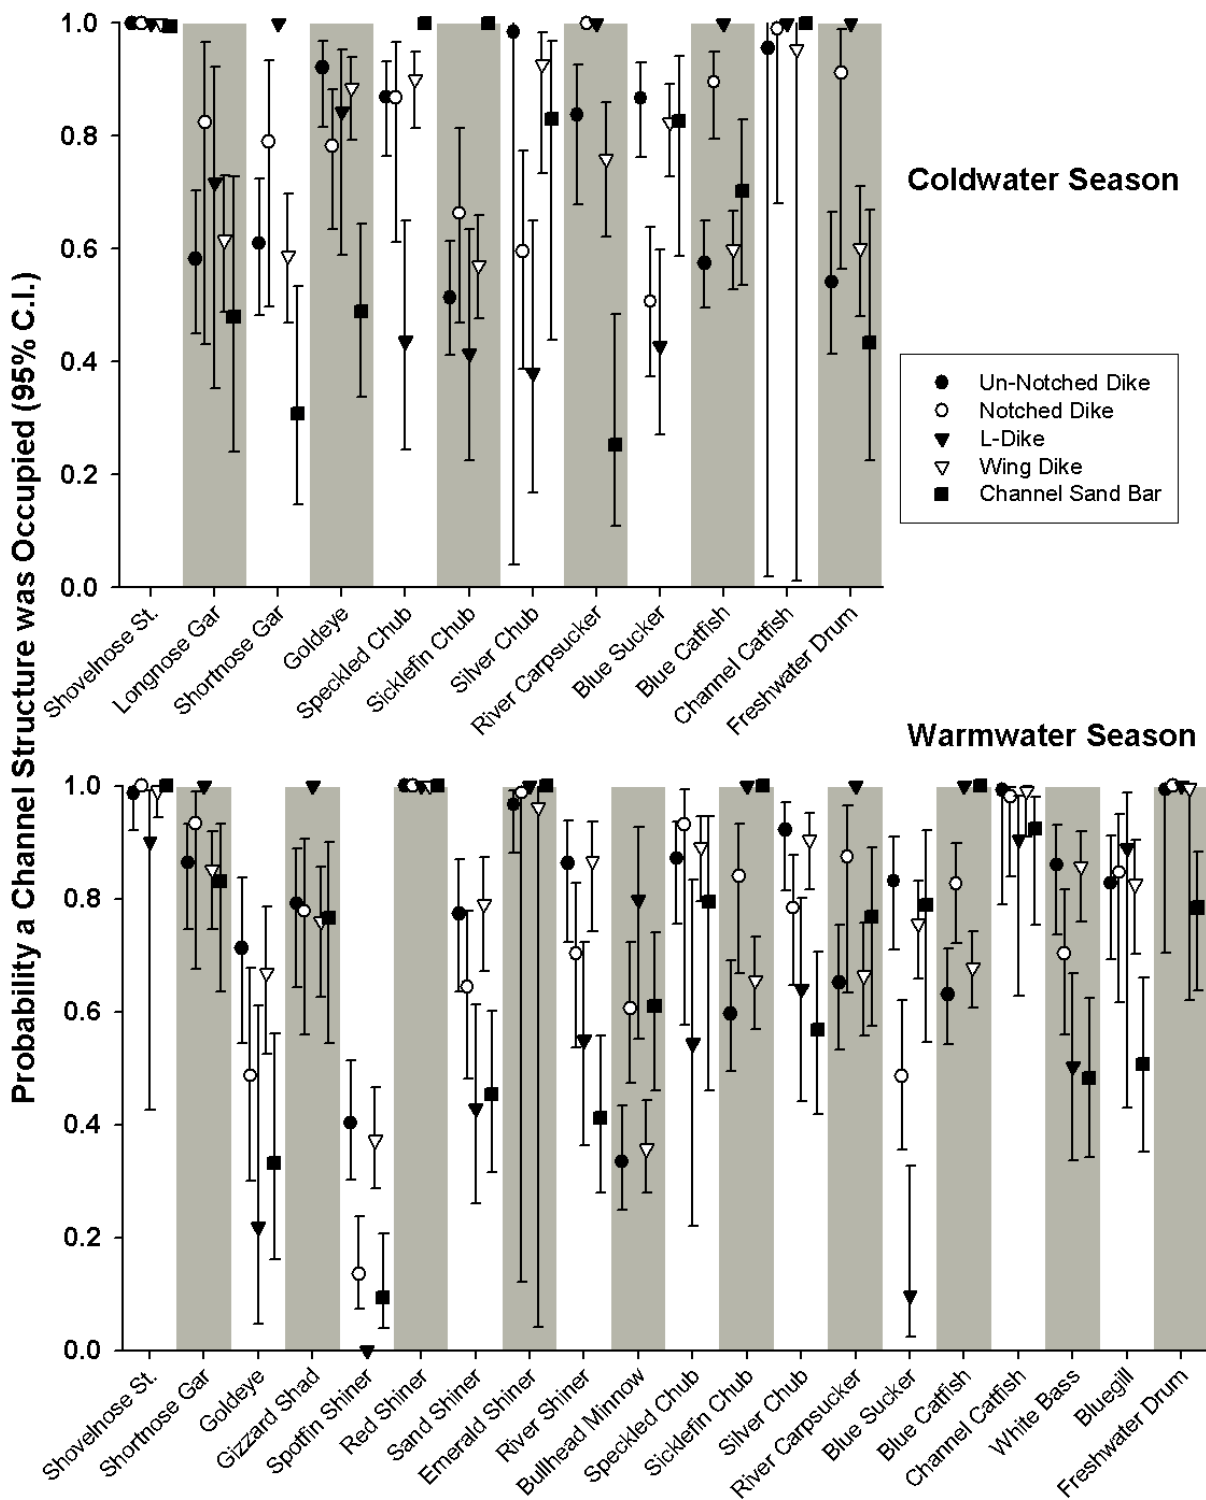 Probability a Channel Structure was Occupied (95% C.I.)
1.0
0.8
0.6
0.4
0.2
0.0
Shovelnose St.
Longnose Gar
Shortnose Gar
Goldeye
Speckled Chub
Sicklefin Chub
Silver Chub
River Carpsucker
Blue Sucker
Blue Catfish
Channel Catfish
Freshwater Drum
Coldwater Season
Un-Notched Dike
Notched Dike
L-Dike
Wing Dike
Channel Sand Bar
Warmwater Season
1.0
0.8
0.6
0.4
0.2
0.0
Shovelnose St.
Shortnose Gar
Goldeye
Gizzard Shad
Spotfin Shiner
Red Shiner
Sand Shiner
Emerald Shiner
River Shiner
Bullhead Minnow
Speckled Chub
Sicklefin Chub
Silver Chub
River Carpsucker
Blue Sucker
Blue Catfish
Channel Catfish
White Bass
Bluegill
Freshwater Drum